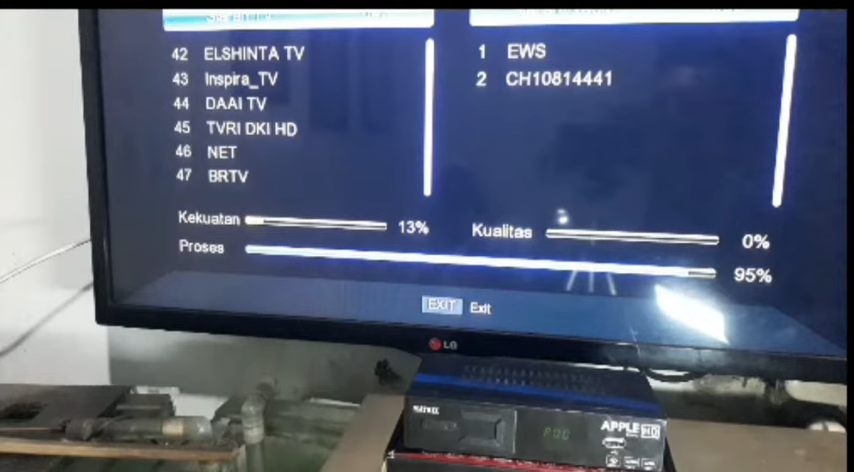 42 ELSHINTA TV
43 Inspira_TV
44 DAAI TV
45 TVRI DKI HD
46 NET
47 BRTV
1 EWS
2 CH10814441
Kekuatan 13%
Kualitas 0%
Proses 95%
EXIT Exit
LG
APPLE HD